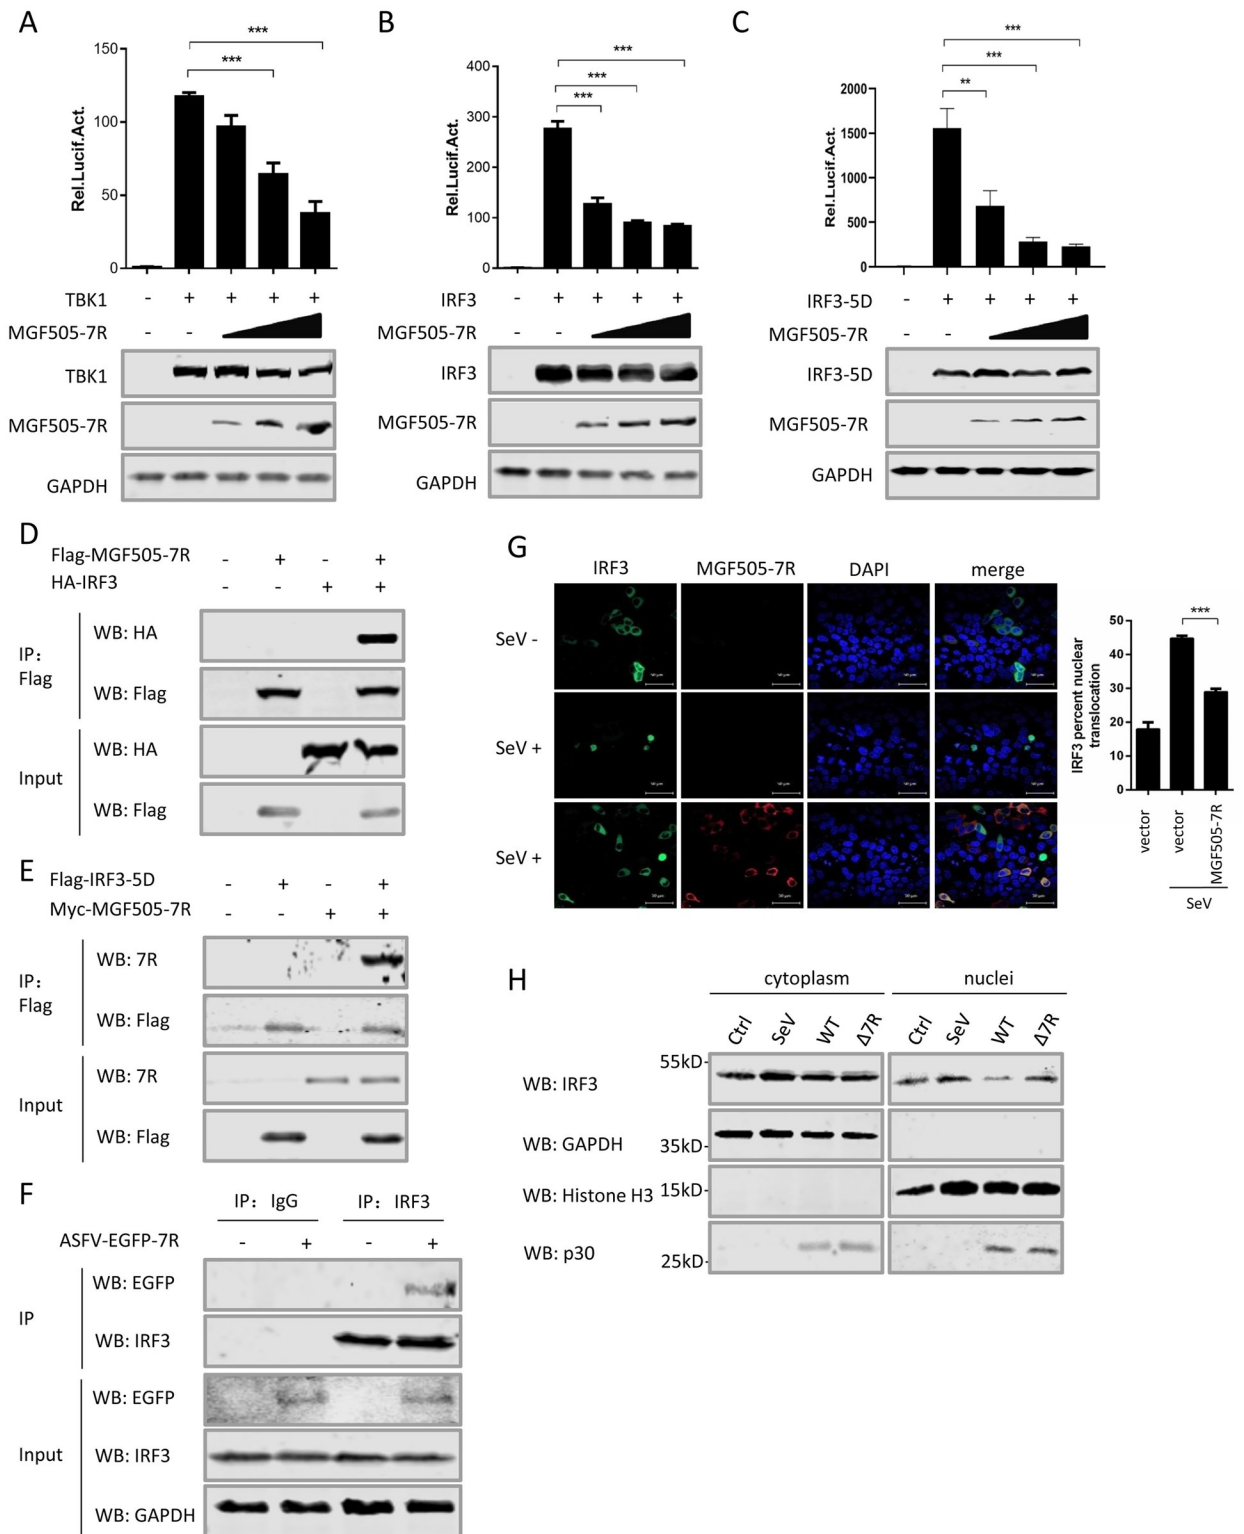 A
***
***
150
100
50
0
Rel.Lucif.Act.
TBK1 - + + + +
MGF505-7R - -
TBK1
MGF505-7R
GAPDH
B
***
***
***
400
300
200
100
0
Rel.Lucif.Act.
IRF3 - + + + +
MGF505-7R - -
IRF3
MGF505-7R
GAPDH
C
***
***
**
2000
1500
1000
500
0
Rel.Lucif.Act.
IRF3-5D - + + + +
MGF505-7R - -
IRF3-5D
MGF505-7R
GAPDH
D
Flag-MGF505-7R - + - +
HA-IRF3 - - + +
IP: Flag
WB: HA
WB: Flag
Input
WB: HA
WB: Flag
E
Flag-IRF3-5D - + - +
Myc-MGF505-7R - - + +
IP: Flag
WB: 7R
WB: Flag
Input
WB: 7R
WB: Flag
F
IP: IgG IP: IRF3
ASFV-EGFP-7R - + - +
IP
WB: EGFP
WB: IRF3
Input
WB: EGFP
WB: IRF3
WB: GAPDH
G
IRF3 MGF505-7R DAPI merge
SeV -
SeV +
SeV +
***
50
40
30
20
10
0
IRF3 percent nuclear
translocation
vector
vector
MGF505-7R
SeV
H
cytoplasm nuclei
Ctrl SeV WT Δ7R Ctrl SeV WT Δ7R
55kD
WB: IRF3
WB: GAPDH 35kD
WB: Histone H3 15kD
WB: p30 25kD